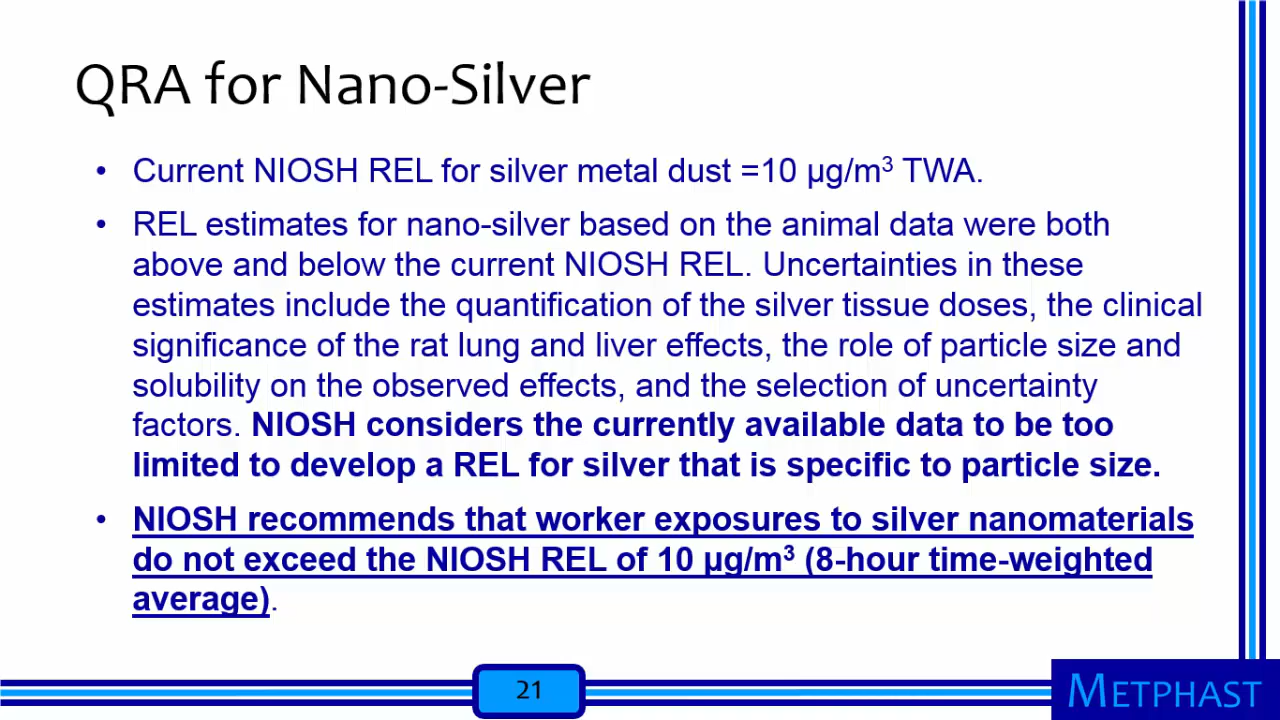 QRA for Nano-Silver
• Current NIOSH REL for silver metal dust =10 µg/m³ TWA.
• REL estimates for nano-silver based on the animal data were both
above and below the current NIOSH REL. Uncertainties in these
estimates include the quantification of the silver tissue doses, the clinical
significance of the rat lung and liver effects, the role of particle size and
solubility on the observed effects, and the selection of uncertainty
factors. NIOSH considers the currently available data to be too
limited to develop a REL for silver that is specific to particle size.
• NIOSH recommends that worker exposures to silver nanomaterials
do not exceed the NIOSH REL of 10 µg/m³ (8-hour time-weighted
average).
21
METPHAST